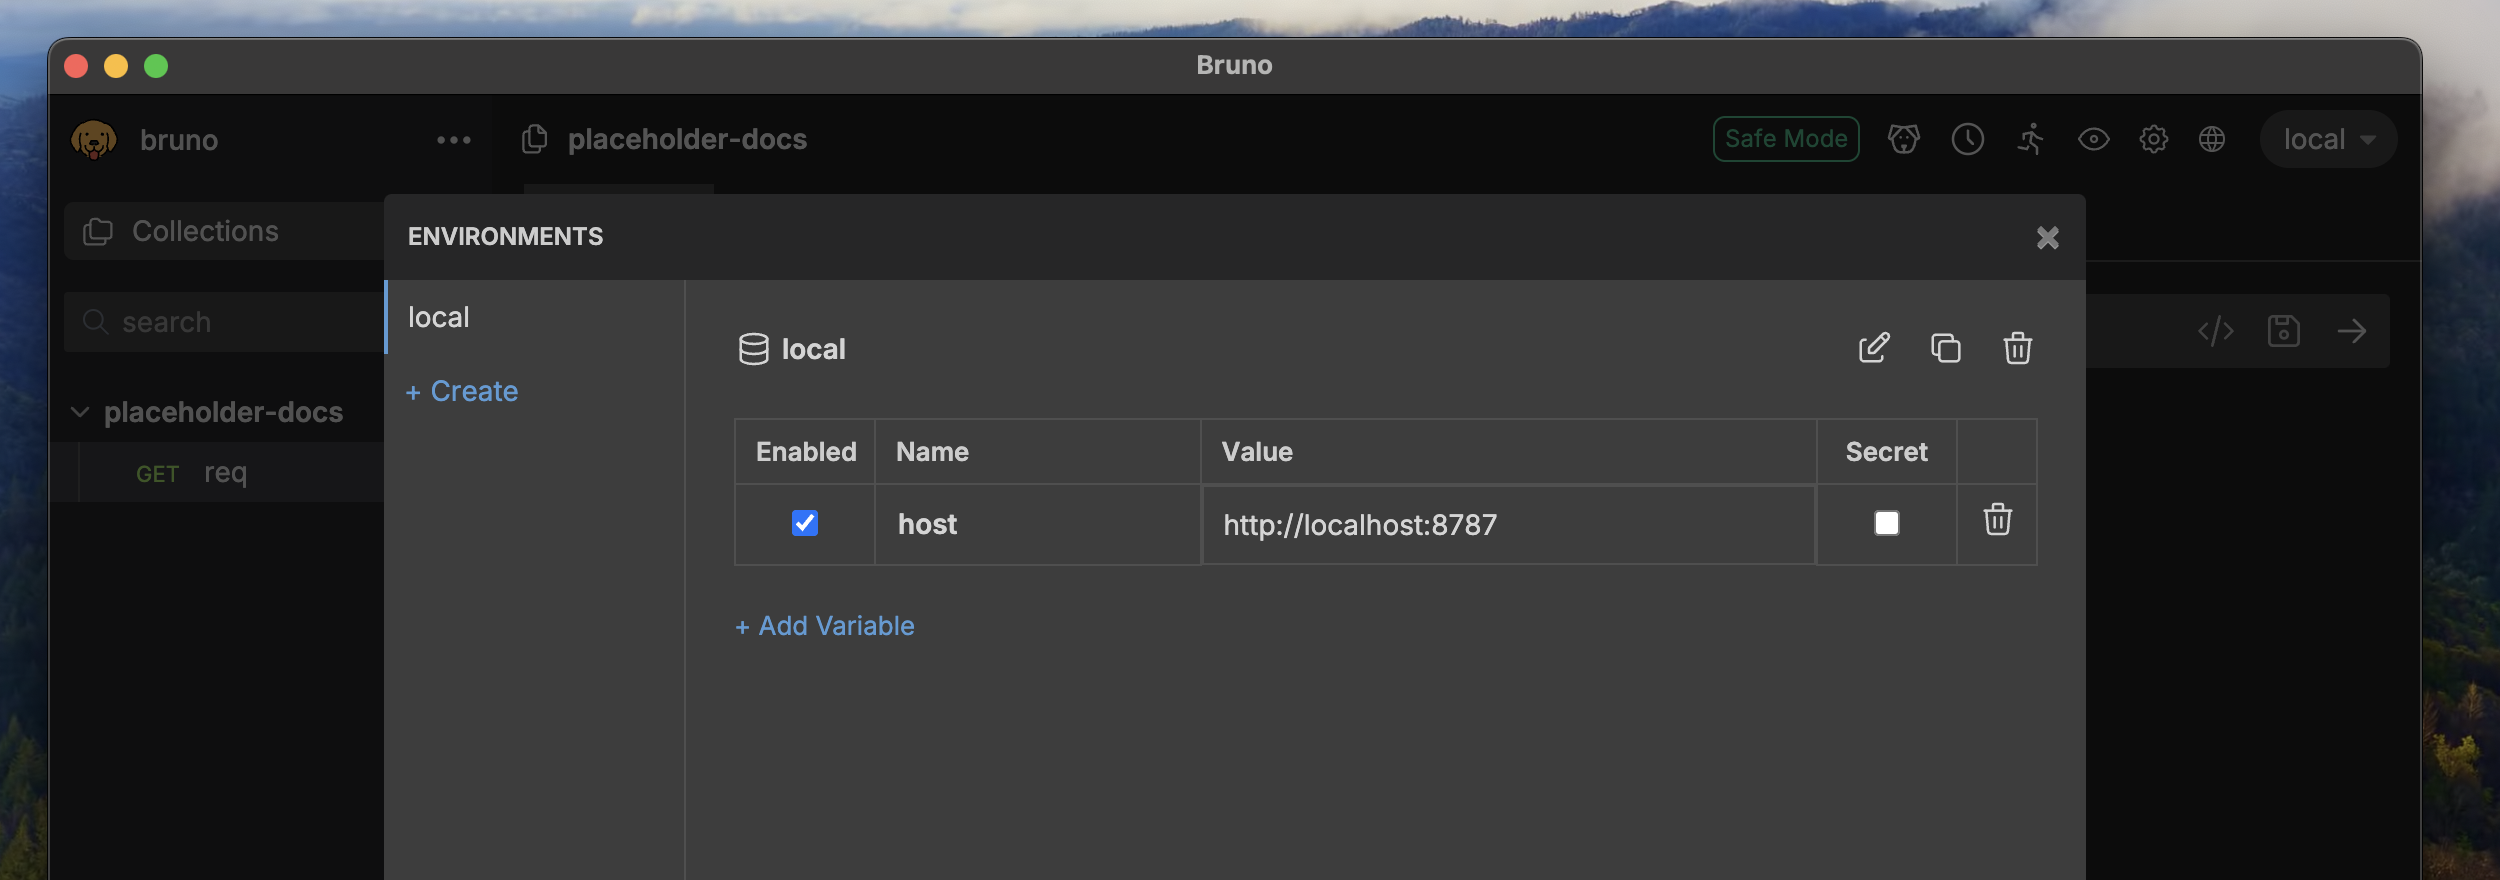 Bruno
bruno
placeholder-docs
Safe Mode
local
Collections
search
placeholder-docs
GET req
ENVIRONMENTS
local
+ Create
local
Enabled Name Value Secret
host http://localhost:8787
+ Add Variable